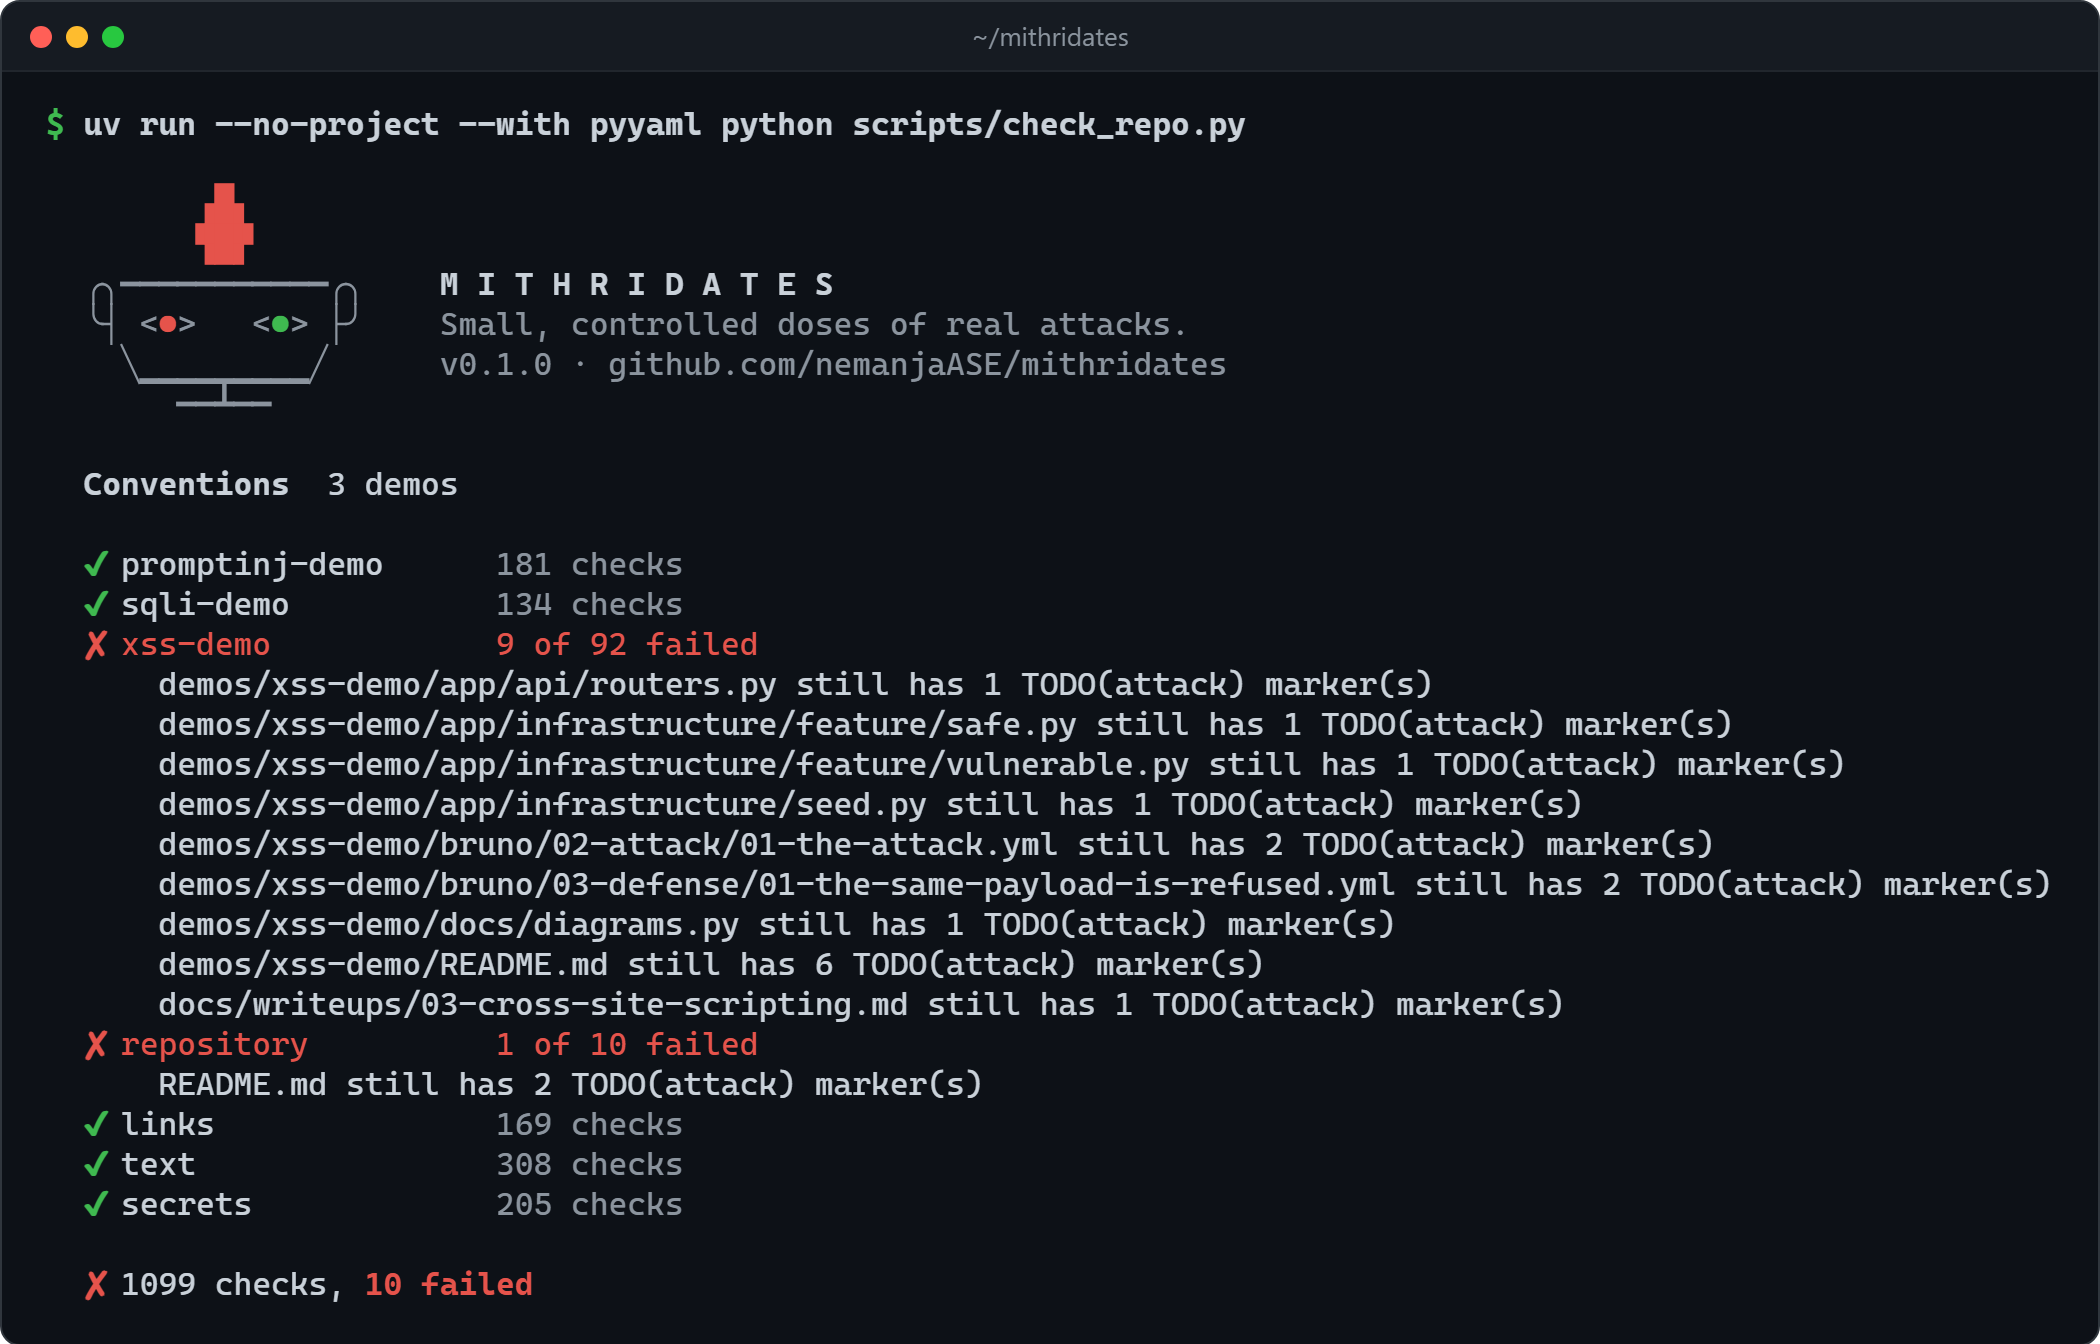 ~/mithridates
$ uv run --no-project --with pyyaml python scripts/check_repo.py
M I T H R I D A T E S
<●> <●> Small, controlled doses of real attacks.
v0.1.0 · github.com/nemanjaASE/mithridates
Conventions 3 demos
✔ promptinj-demo 181 checks
✔ sqli-demo 134 checks
✘ xss-demo 9 of 92 failed
demos/xss-demo/app/api/routers.py still has 1 TODO(attack) marker(s)
demos/xss-demo/app/infrastructure/feature/safe.py still has 1 TODO(attack) marker(s)
demos/xss-demo/app/infrastructure/feature/vulnerable.py still has 1 TODO(attack) marker(s)
demos/xss-demo/app/infrastructure/seed.py still has 1 TODO(attack) marker(s)
demos/xss-demo/bruno/02-attack/01-the-attack.yml still has 2 TODO(attack) marker(s)
demos/xss-demo/bruno/03-defense/01-the-same-payload-is-refused.yml still has 2 TODO(attack) marker(s)
demos/xss-demo/docs/diagrams.py still has 1 TODO(attack) marker(s)
demos/xss-demo/README.md still has 6 TODO(attack) marker(s)
docs/writeups/03-cross-site-scripting.md still has 1 TODO(attack) marker(s)
✘ repository 1 of 10 failed
README.md still has 2 TODO(attack) marker(s)
✔ links 169 checks
✔ text 308 checks
✔ secrets 205 checks
✘ 1099 checks, 10 failed